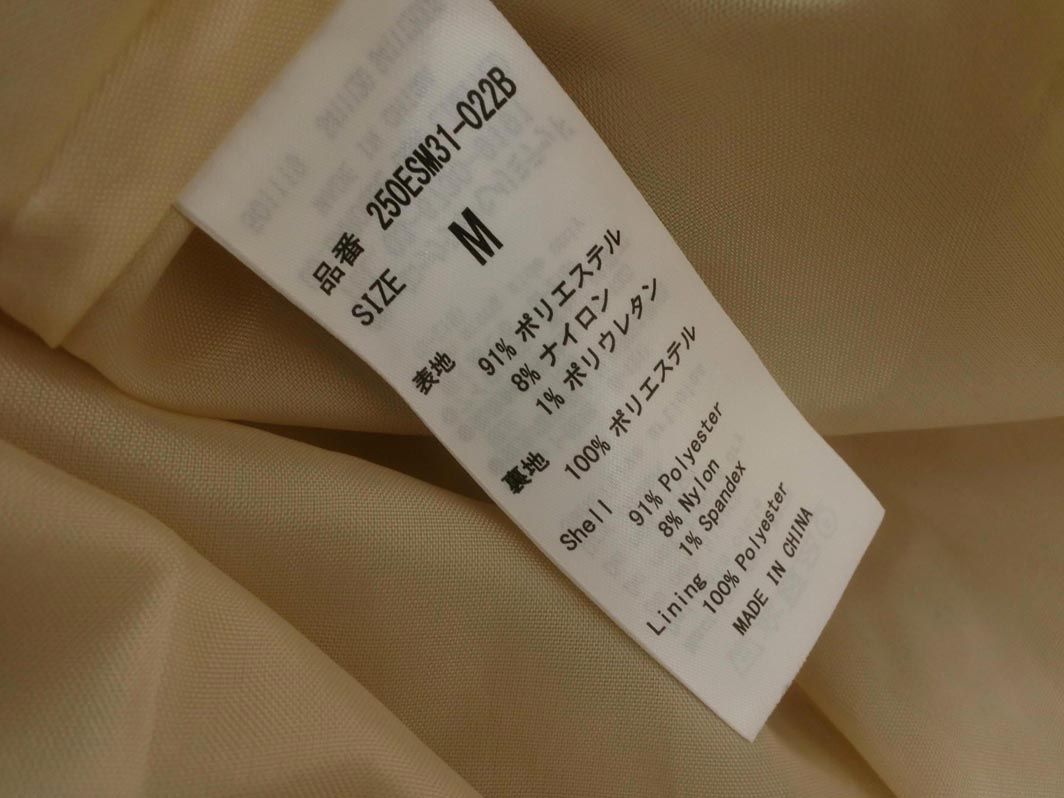 品番 250ESM31-022B
SIZE M
表地 91% ポリエステル
8% ナイロン
1% ポリウレタン
裏地 100% ポリエステル
Shell 91% Polyester
8% Nylon
1% Spandex
Lining 100% Polyester
MADE IN CHINA